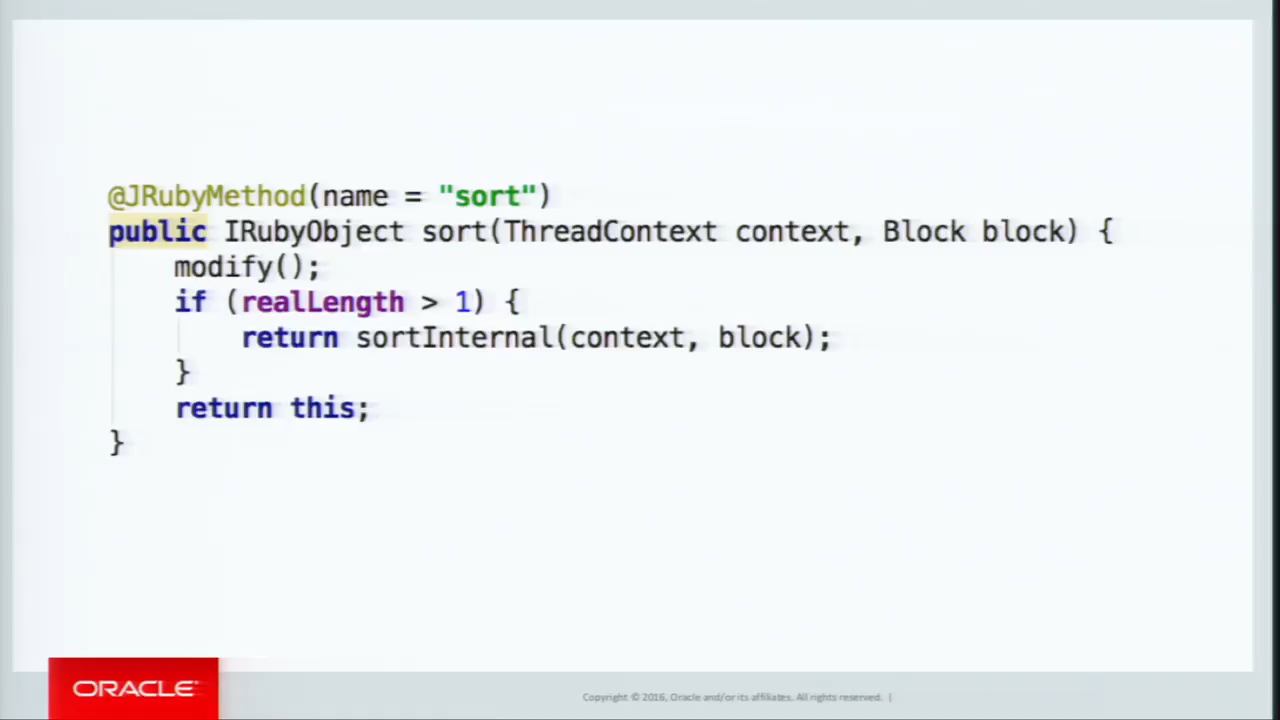 @JRubyMethod(name = "sort")
public IRubyObject sort(ThreadContext context, Block block) {
    modify();
    if (realLength > 1) {
        return sortInternal(context, block);
    }
    return this;
}
ORACLE
Copyright © 2016, Oracle and/or its affiliates. All rights reserved. |